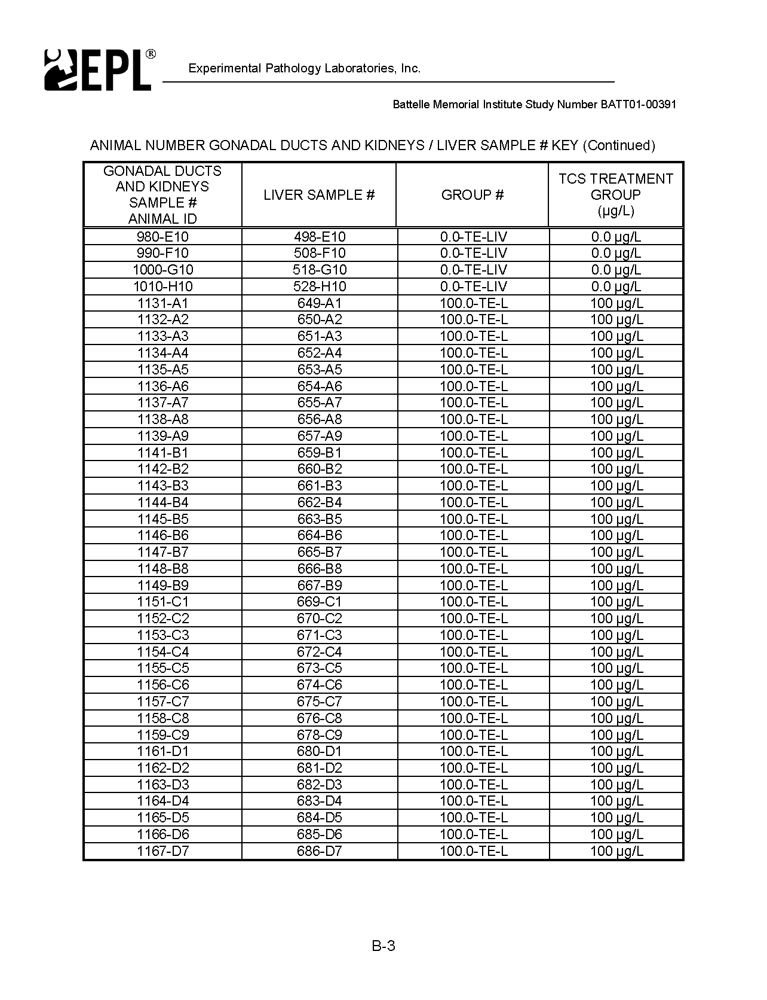 EPL®
Experimental Pathology Laboratories, Inc.
Battelle Memorial Institute Study Number BATT01-00391
ANIMAL NUMBER GONADAL DUCTS AND KIDNEYS / LIVER SAMPLE # KEY (Continued)
GONADAL DUCTS AND KIDNEYS SAMPLE # ANIMAL ID LIVER SAMPLE # GROUP # TCS TREATMENT GROUP (µg/L)
980-E10 498-E10 0.0-TE-LIV 0.0 µg/L
990-F10 508-F10 0.0-TE-LIV 0.0 µg/L
1000-G10 518-G10 0.0-TE-LIV 0.0 µg/L
1010-H10 528-H10 0.0-TE-LIV 0.0 µg/L
1131-A1 649-A1 100.0-TE-L 100 µg/L
1132-A2 650-A2 100.0-TE-L 100 µg/L
1133-A3 651-A3 100.0-TE-L 100 µg/L
1134-A4 652-A4 100.0-TE-L 100 µg/L
1135-A5 653-A5 100.0-TE-L 100 µg/L
1136-A6 654-A6 100.0-TE-L 100 µg/L
1137-A7 655-A7 100.0-TE-L 100 µg/L
1138-A8 656-A8 100.0-TE-L 100 µg/L
1139-A9 657-A9 100.0-TE-L 100 µg/L
1141-B1 659-B1 100.0-TE-L 100 µg/L
1142-B2 660-B2 100.0-TE-L 100 µg/L
1143-B3 661-B3 100.0-TE-L 100 µg/L
1144-B4 662-B4 100.0-TE-L 100 µg/L
1145-B5 663-B5 100.0-TE-L 100 µg/L
1146-B6 664-B6 100.0-TE-L 100 µg/L
1147-B7 665-B7 100.0-TE-L 100 µg/L
1148-B8 666-B8 100.0-TE-L 100 µg/L
1149-B9 667-B9 100.0-TE-L 100 µg/L
1151-C1 669-C1 100.0-TE-L 100 µg/L
1152-C2 670-C2 100.0-TE-L 100 µg/L
1153-C3 671-C3 100.0-TE-L 100 µg/L
1154-C4 672-C4 100.0-TE-L 100 µg/L
1155-C5 673-C5 100.0-TE-L 100 µg/L
1156-C6 674-C6 100.0-TE-L 100 µg/L
1157-C7 675-C7 100.0-TE-L 100 µg/L
1158-C8 676-C8 100.0-TE-L 100 µg/L
1159-C9 678-C9 100.0-TE-L 100 µg/L
1161-D1 680-D1 100.0-TE-L 100 µg/L
1162-D2 681-D2 100.0-TE-L 100 µg/L
1163-D3 682-D3 100.0-TE-L 100 µg/L
1164-D4 683-D4 100.0-TE-L 100 µg/L
1165-D5 684-D5 100.0-TE-L 100 µg/L
1166-D6 685-D6 100.0-TE-L 100 µg/L
1167-D7 686-D7 100.0-TE-L 100 µg/L
B-3